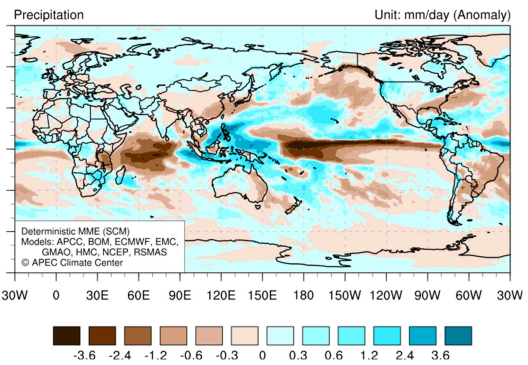 Precipitation Unit: mm/day (Anomaly)
Deterministic MME (SCM)
Models: APCC, BOM, ECMWF, EMC,
GMAO, HMC, NCEP, RSMAS
© APEC Climate Center
30W 0 30E 60E 90E 120E 150E 180 150W 120W 90W 60W 30W
-3.6 -2.4 -1.2 -0.6 -0.3 0 0.3 0.6 1.2 2.4 3.6